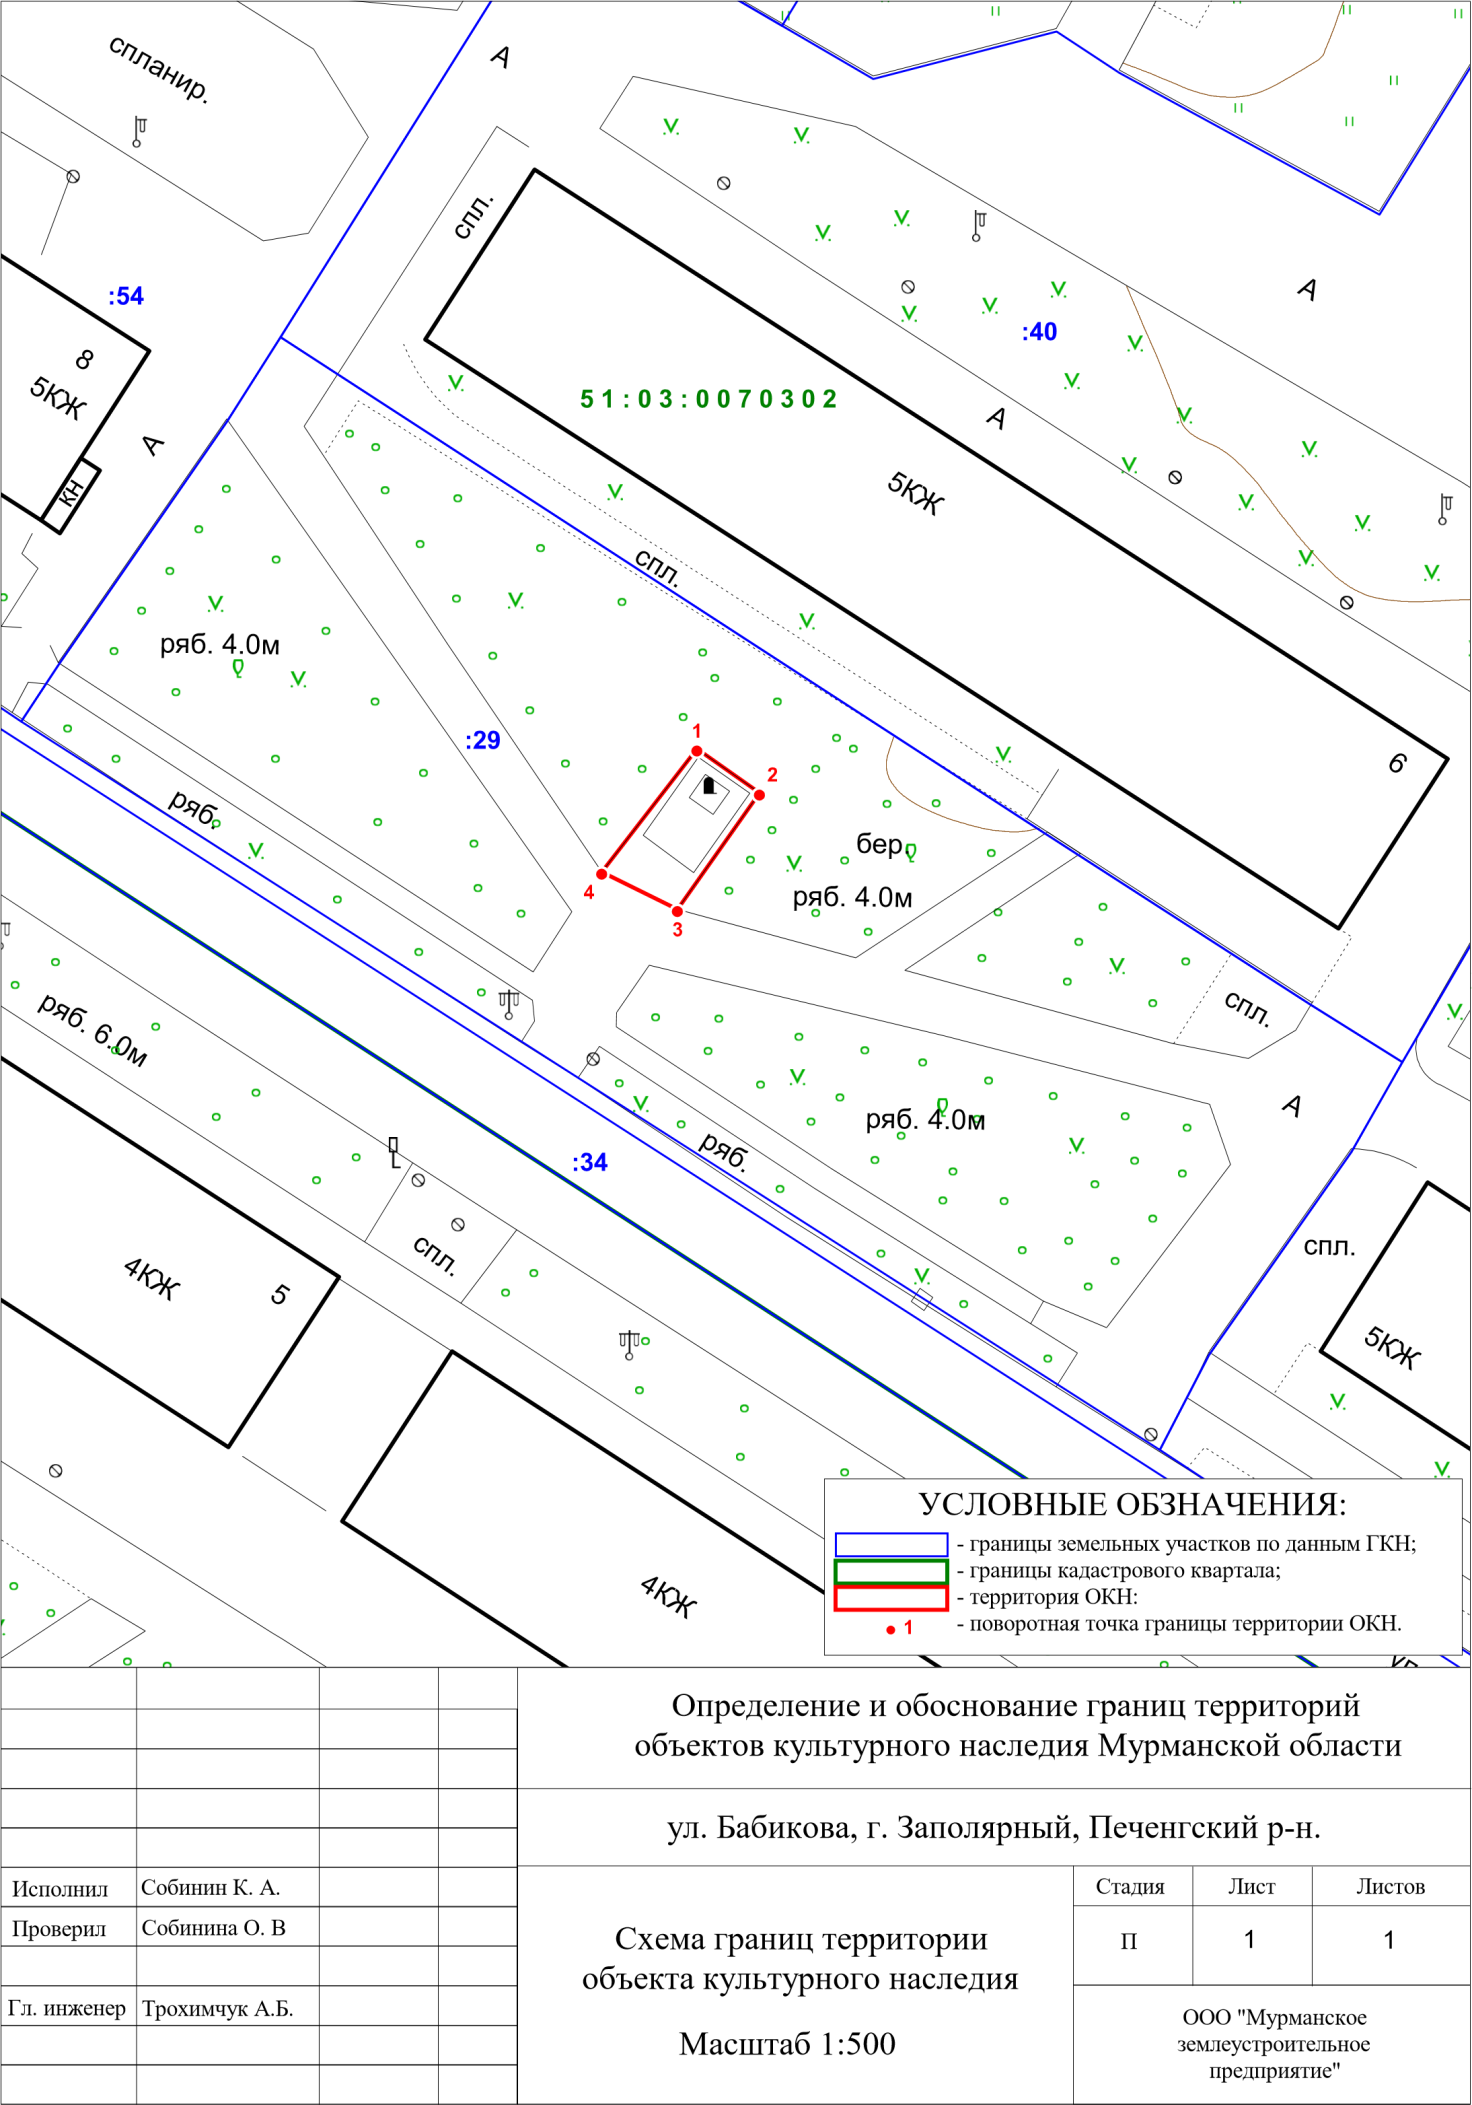 спланир.
А
спл.
:54
:40
А
8
5КЖ
51:03:0070302
А
А
кн
5КЖ
спл.
ряб. 4.0м
:29
1
2
6
ряб.
бер.
ряб. 4.0м
4
3
ряб. 6.0м
спл.
ряб. 4.0м
А
ряб.
:34
спл.
спл.
4КЖ
5
5КЖ
4КЖ
УСЛОВНЫЕ ОБЗНАЧЕНИЯ:
- границы земельных участков по данным ГКН;
- границы кадастрового квартала;
- территория ОКН:
1 - поворотная точка границы территории ОКН.
Определение и обоснование границ территорий
объектов культурного наследия Мурманской области
ул. Бабикова, г. Заполярный, Печенгский р-н.
Исполнил Собинин К. А.
Проверил Собинина О. В
Гл. инженер Трохимчук А.Б.
Схема границ территории
объекта культурного наследия
Масштаб 1:500
Стадия Лист Листов
П 1 1
ООО "Мурманское
землеустроительное
предприятие"